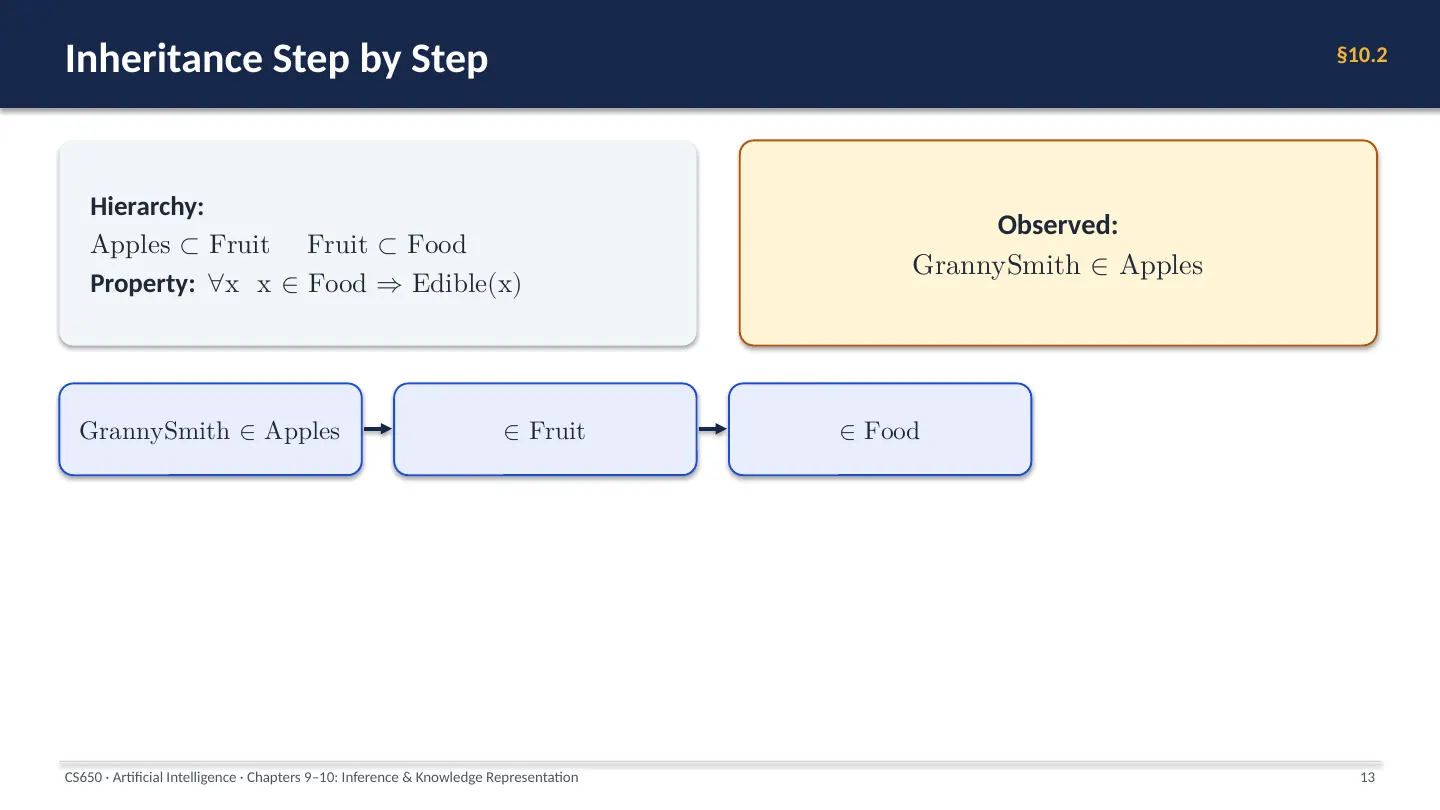 Inheritance Step by Step
§10.2
Hierarchy:
Apples ⊂ Fruit Fruit ⊂ Food
Property: ∀x x ∈ Food ⇒ Edible(x)
Observed:
GrannySmith ∈ Apples
GrannySmith ∈ Apples
∈ Fruit
∈ Food
CS650 · Artificial Intelligence · Chapters 9–10: Inference & Knowledge Representation
13